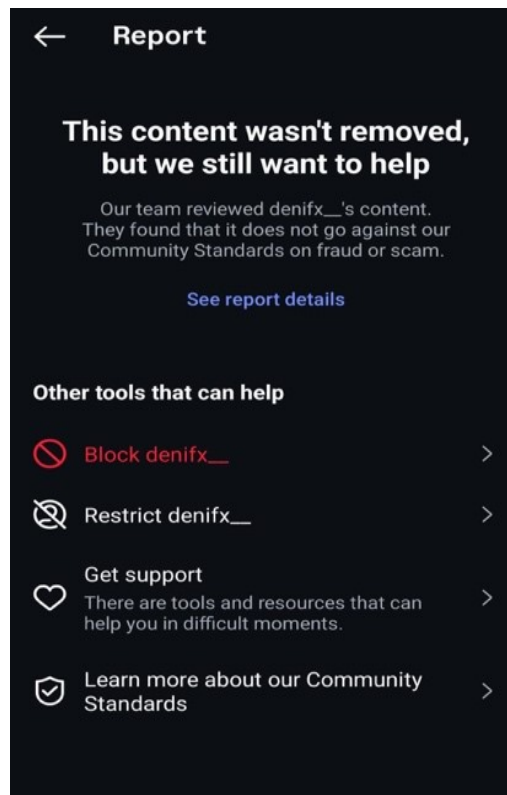 Report
This content wasn't removed,
but we still want to help
Our team reviewed denifx__'s content.
They found that it does not go against our
Community Standards on fraud or scam.
See report details
Other tools that can help
Block denifx__
Restrict denifx__
Get support
There are tools and resources that can
help you in difficult moments.
Learn more about our Community
Standards